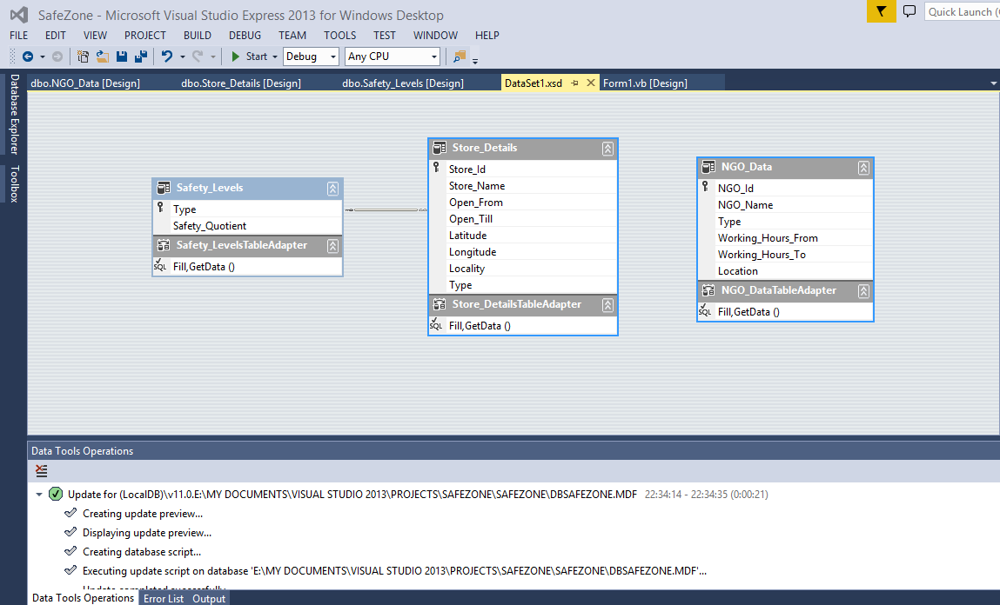 SafeZone - Microsoft Visual Studio Express 2013 for Windows Desktop
Quick Launch (
FILE EDIT VIEW PROJECT BUILD DEBUG TEAM TOOLS TEST WINDOW HELP
Start Debug Any CPU
dbo.NGO_Data [Design] dbo.Store_Details [Design] dbo.Safety_Levels [Design] DataSet1.xsd Form1.vb [Design]
Database Explorer
Toolbox
Safety_Levels
Type
Safety_Quotient
Safety_LevelsTableAdapter
SQL Fill,GetData ()
Store_Details
Store_Id
Store_Name
Open_From
Open_Till
Latitude
Longitude
Locality
Type
Store_DetailsTableAdapter
SQL Fill,GetData ()
NGO_Data
NGO_Id
NGO_Name
Type
Working_Hours_From
Working_Hours_To
Location
NGO_DataTableAdapter
SQL Fill,GetData ()
Data Tools Operations
Update for (LocalDB)\v11.0.E:\MY DOCUMENTS\VISUAL STUDIO 2013\PROJECTS\SAFEZONE\SAFEZONE\DBSAFEZONE.MDF 22:34:14 - 22:34:35 (0:00:21)
Creating update preview...
Displaying update preview...
Creating database script...
Executing update script on database 'E:\MY DOCUMENTS\VISUAL STUDIO 2013\PROJECTS\SAFEZONE\SAFEZONE\DBSAFEZONE.MDF'...
Update completed successfully
Data Tools Operations Error List Output